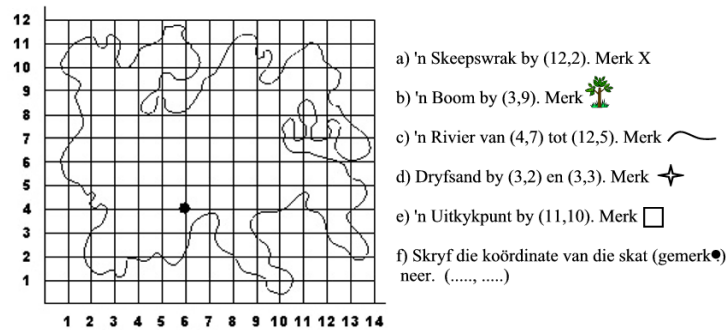 12
11
10
9
8
7
6
5
4
3
2
1
1 2 3 4 5 6 7 8 9 10 11 12 13 14
a) 'n Skeepswrak by (12,2). Merk X
b) 'n Boom by (3,9). Merk
c) 'n Rivier van (4,7) tot (12,5). Merk
d) Dryfsand by (3,2) en (3,3). Merk
e) 'n Uitkykpunt by (11,10). Merk
f) Skryf die koördinate van die skat (gemerk●)
neer. (....., .....)